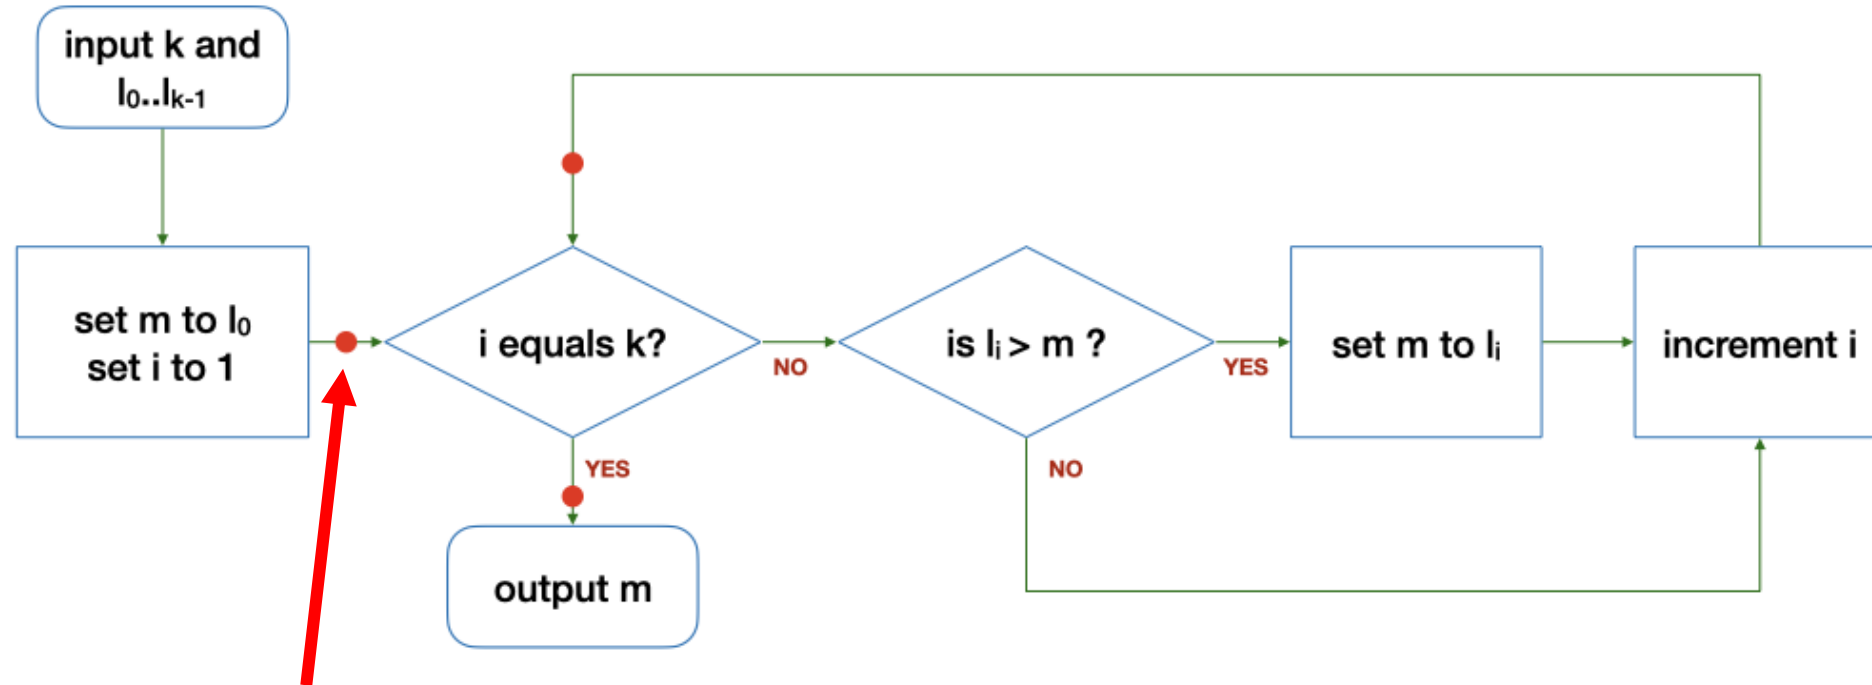 input k and
l₀..lₖ₋₁
set m to l₀
set i to 1
i equals k?
NO
YES
output m
is lᵢ > m ?
YES
NO
set m to lᵢ
increment i